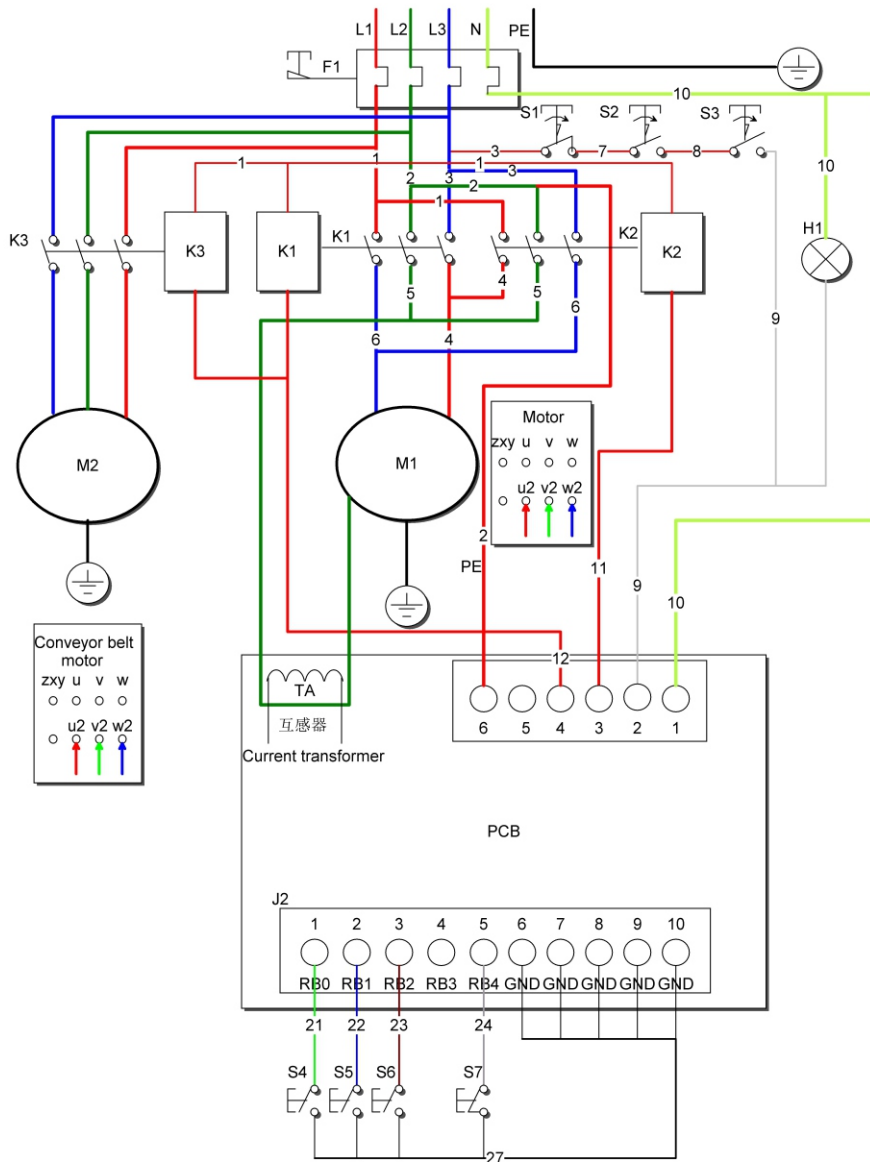 L1 L2 L3 N PE
F1
10
S1 S2 S3
3 7 8
1 1 1 3 3
2 2
10
1
K3 K3 K1 K1 K2 K2
H1
5 4 5
6 4 6
9
Motor
zxy u v w
u2 v2 w2
M2 M1
2
PE 11 9 10
Conveyor belt
motor
zxy u v w
u2 v2 w2
12
TA
互感器
Current transformer
6 5 4 3 2 1
PCB
J2
1 2 3 4 5 6 7 8 9 10
RB0 RB1 RB2 RB3 RB4 GND GND GND GND GND
21 22 23 24
S4 S5 S6 S7
27